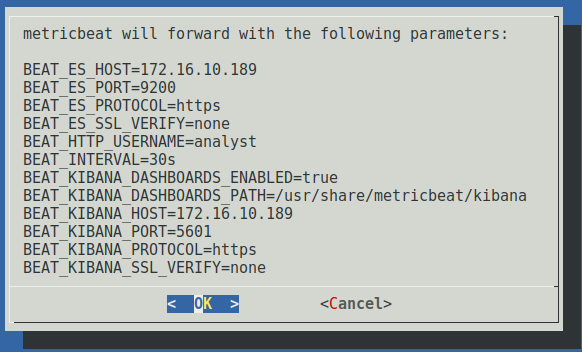 metricbeat will forward with the following parameters:
BEAT_ES_HOST=172.16.10.189
BEAT_ES_PORT=9200
BEAT_ES_PROTOCOL=https
BEAT_ES_SSL_VERIFY=none
BEAT_HTTP_USERNAME=analyst
BEAT_INTERVAL=30s
BEAT_KIBANA_DASHBOARDS_ENABLED=true
BEAT_KIBANA_DASHBOARDS_PATH=/usr/share/metricbeat/kibana
BEAT_KIBANA_HOST=172.16.10.189
BEAT_KIBANA_PORT=5601
BEAT_KIBANA_PROTOCOL=https
BEAT_KIBANA_SSL_VERIFY=none
<  OK  > <Cancel>